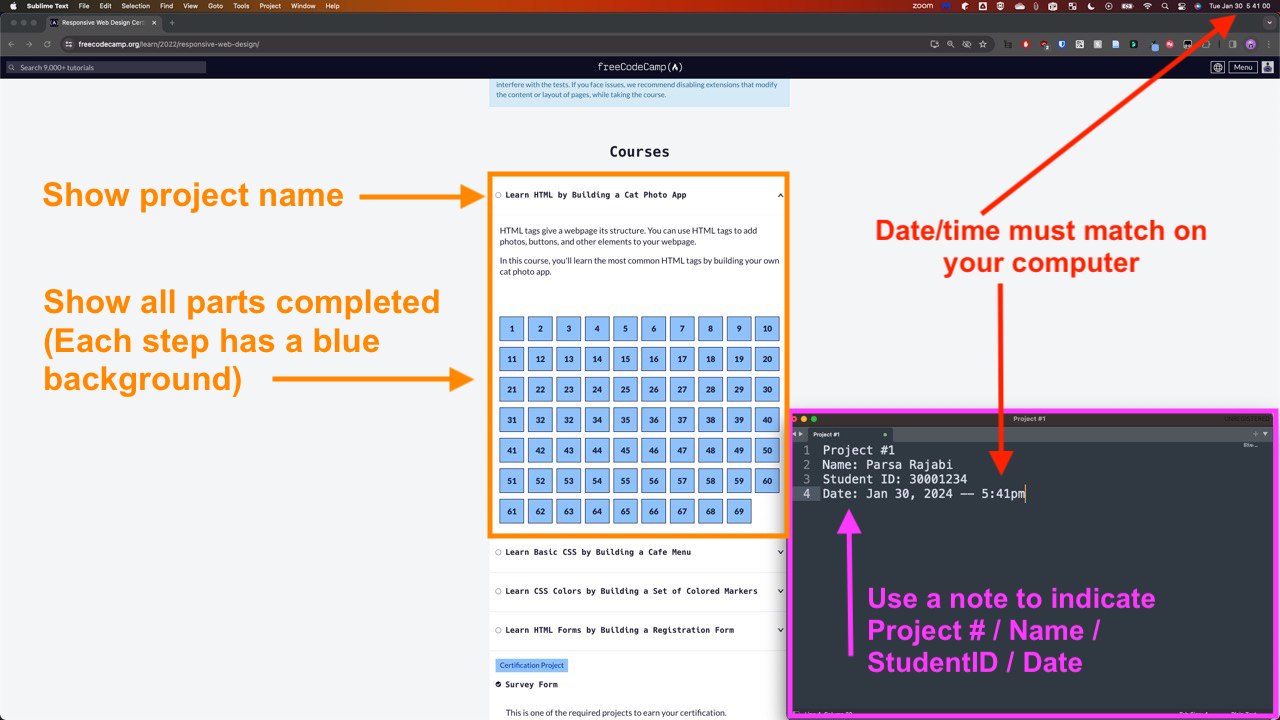 Sublime Text File Edit Selection Find View Goto Tools Project Window Help
zoom
Tue Jan 30 5 41 00
Responsive Web Design Cert
freecodecamp.org/learn/2022/responsive-web-design/
Search 9,000+ tutorials
freeCodeCamp
Menu
interfere with the tests. If you face issues, we recommend disabling extensions that modify
the content or layout of pages, while taking the course.
Courses
Show project name
Learn HTML by Building a Cat Photo App
HTML tags give a webpage its structure. You can use HTML tags to add
photos, buttons, and other elements to your webpage.
In this course, you'll learn the most common HTML tags by building your own
cat photo app.
Date/time must match on
your computer
Show all parts completed
(Each step has a blue
background)
1 2 3 4 5 6 7 8 9 10
11 12 13 14 15 16 17 18 19 20
21 22 23 24 25 26 27 28 29 30
31 32 33 34 35 36 37 38 39 40
41 42 43 44 45 46 47 48 49 50
51 52 53 54 55 56 57 58 59 60
61 62 63 64 65 66 67 68 69
Learn Basic CSS by Building a Cafe Menu
Learn CSS Colors by Building a Set of Colored Markers
Learn HTML Forms by Building a Registration Form
Certification Project
Survey Form
This is one of the required projects to earn your certification.
Project #1
UNREGISTERED
Project #1
1 Project #1
2 Name: Parsa Rajabi
3 Student ID: 30001234
4 Date: Jan 30, 2024 –– 5:41pm
Use a note to indicate
Project # / Name /
StudentID / Date